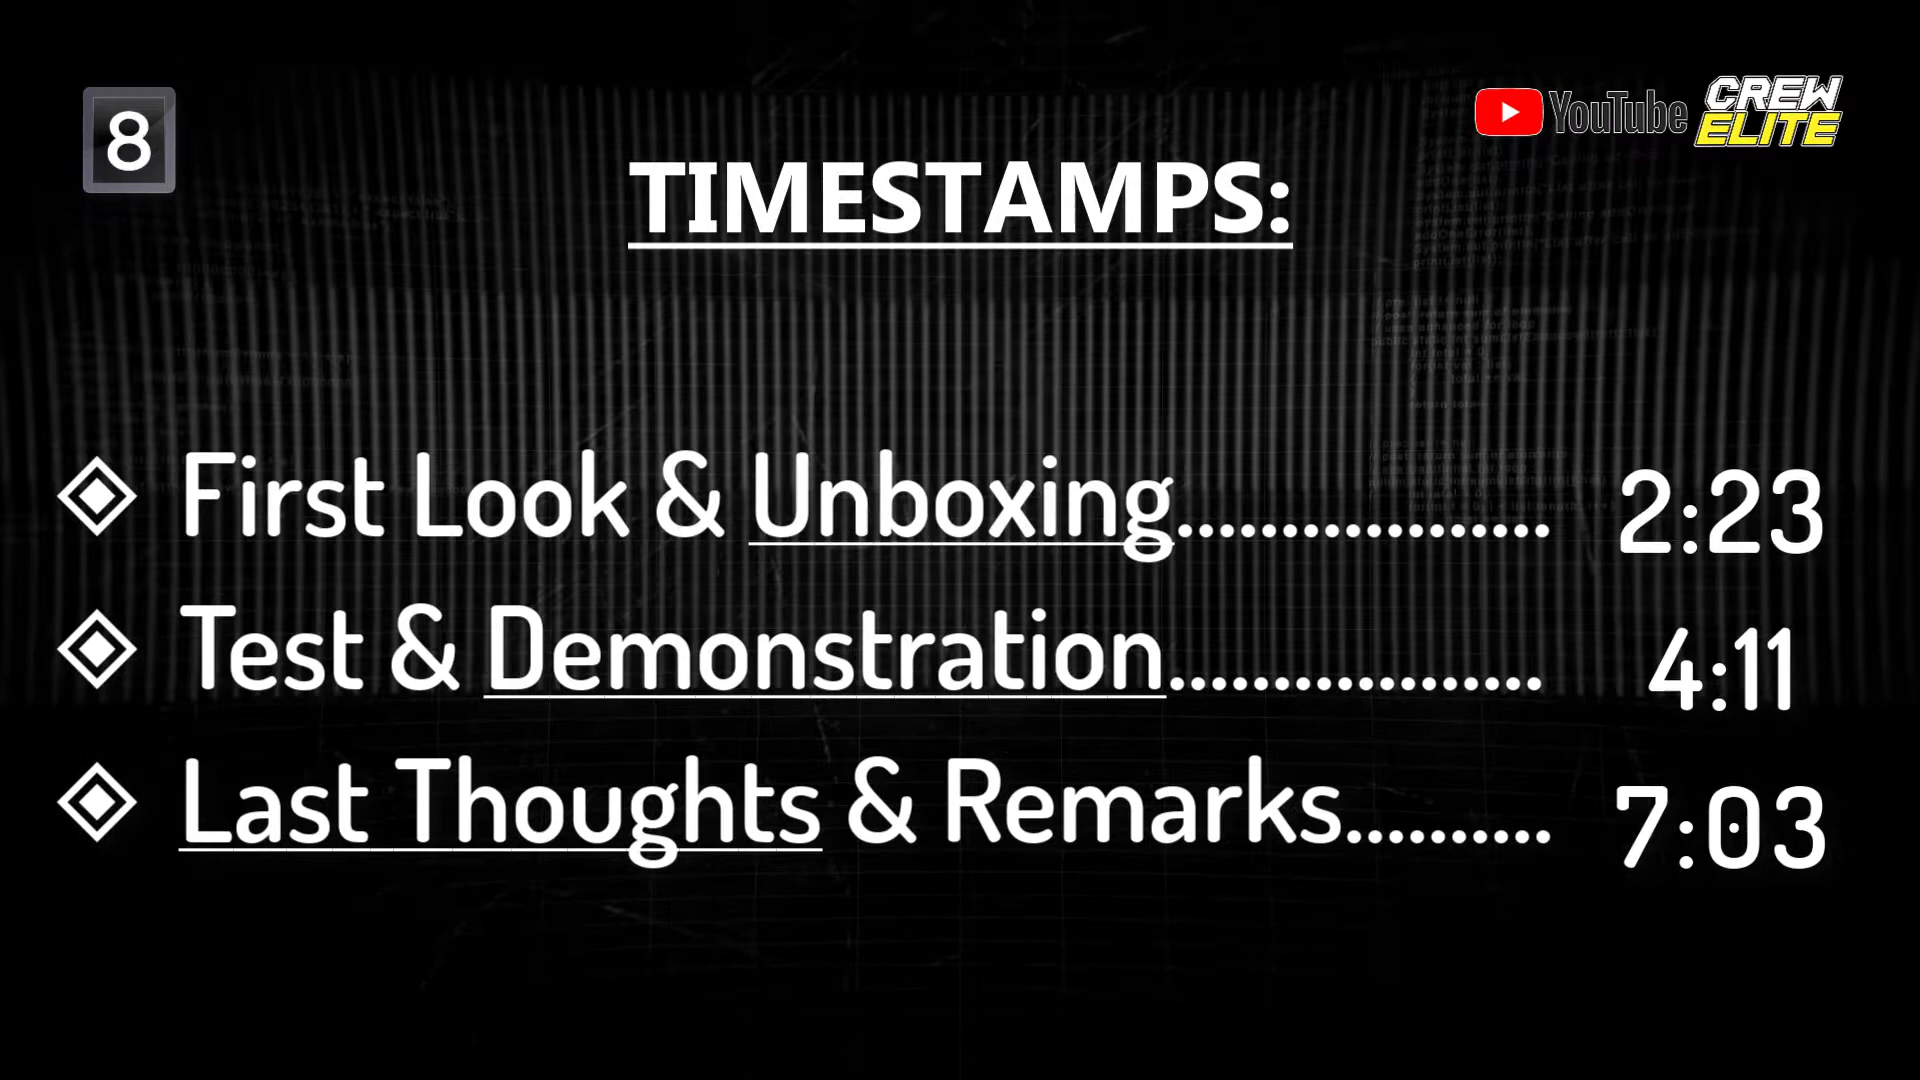 8
YouTube CREW ELITE
TIMESTAMPS:
First Look & Unboxing.................. 2:23
Test & Demonstration.................. 4:11
Last Thoughts & Remarks.......... 7:03